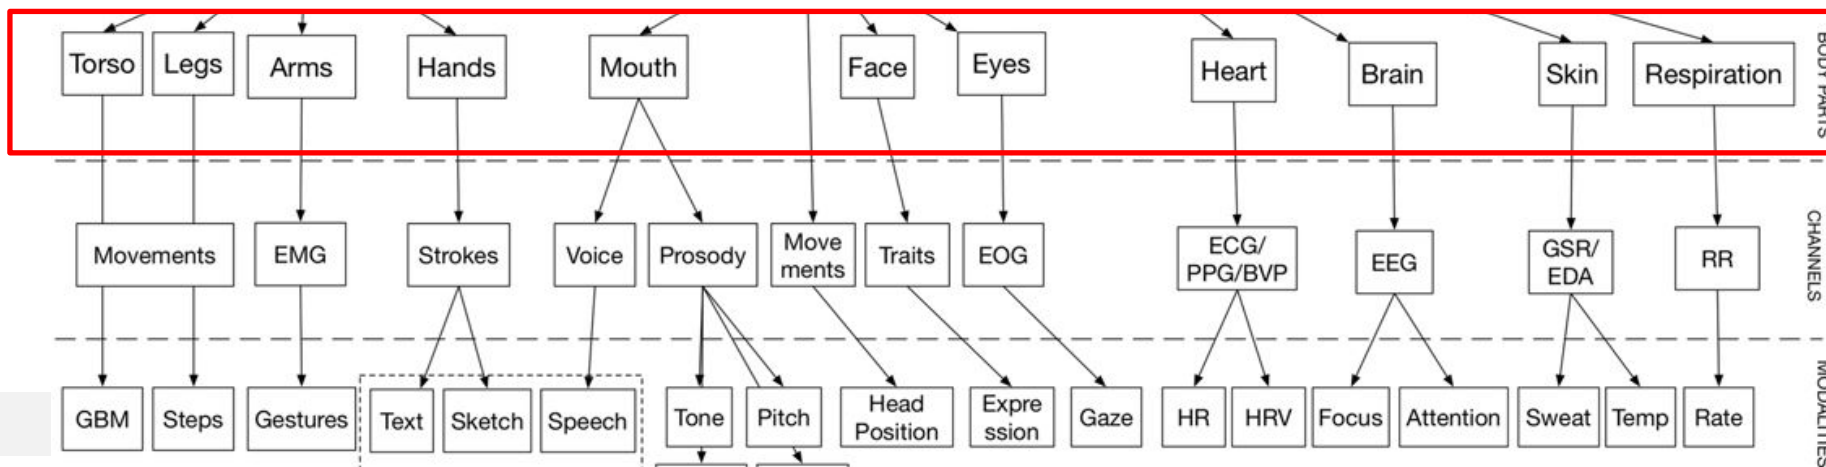 Torso
Legs
Arms
Hands
Mouth
Face
Eyes
Heart
Brain
Skin
Respiration
BODY PARTS
Movements
EMG
Strokes
Voice
Prosody
Move
ments
Traits
EOG
ECG/
PPG/BVP
EEG
GSR/
EDA
RR
CHANNELS
GBM
Steps
Gestures
Text
Sketch
Speech
Tone
Pitch
Head
Position
Expre
ssion
Gaze
HR
HRV
Focus
Attention
Sweat
Temp
Rate
MODALITIES